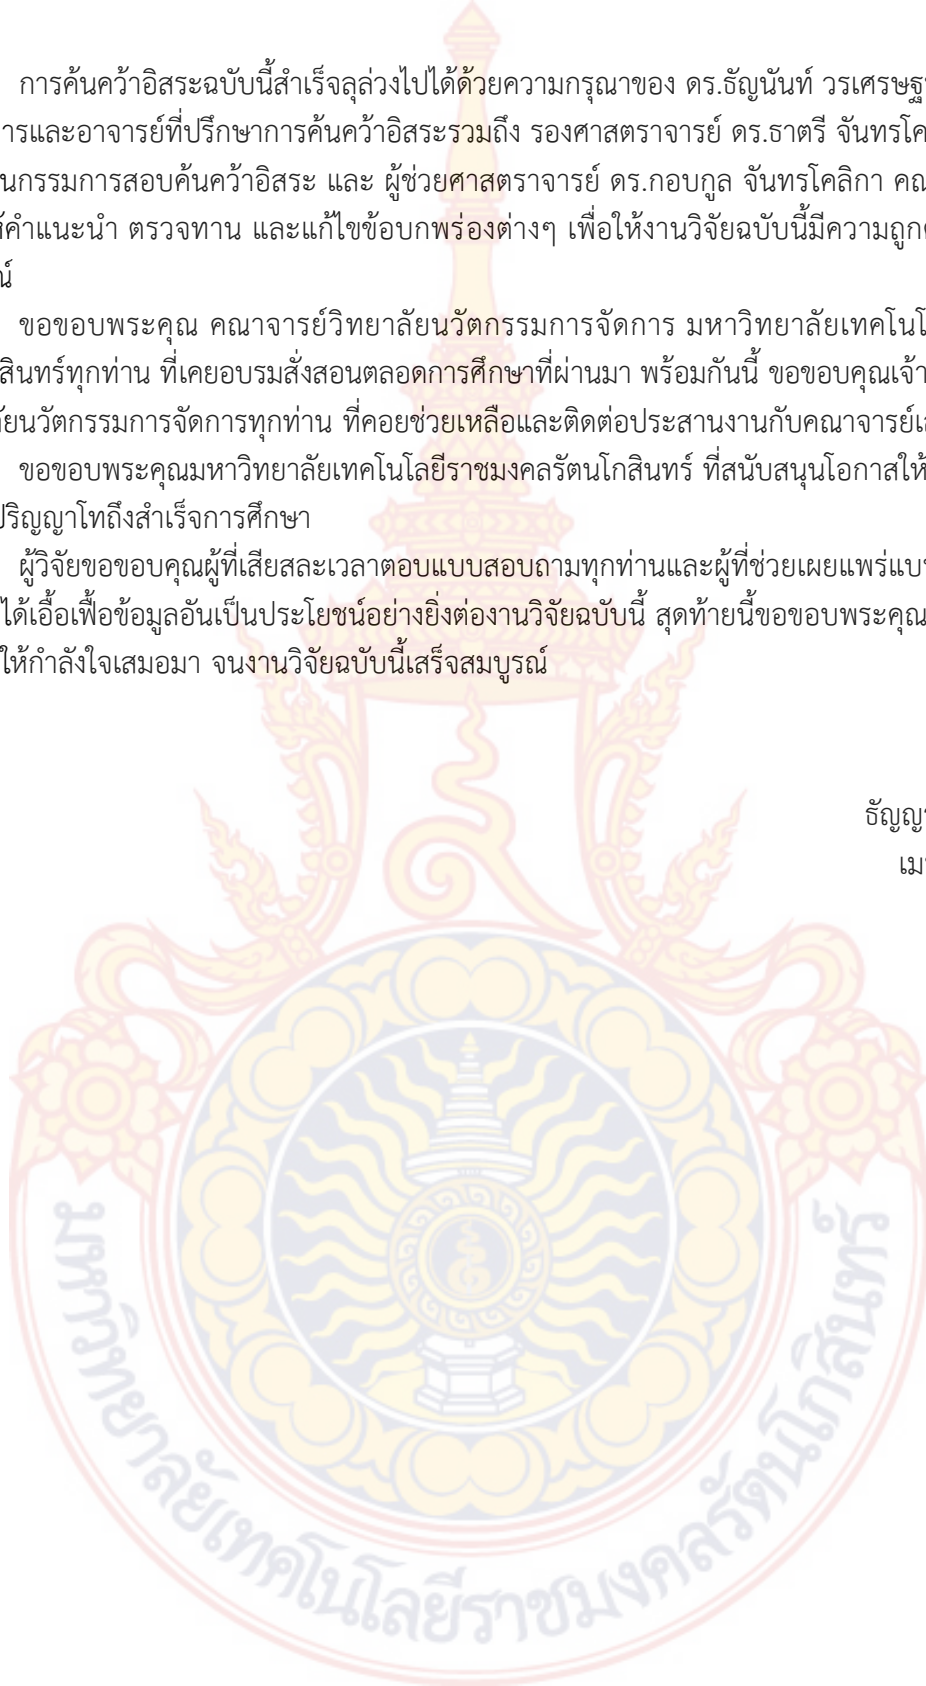 การค้นคว้าอิสระฉบับนี้สำเร็จลุล่วงไปได้ด้วยความกรุณาของ ดร.ธัญนันท์ วรเศรษฐ
ารและอาจารย์ที่ปรึกษาการค้นคว้าอิสระรวมถึง รองศาสตราจารย์ ดร.ธาตรี จันทรโค
นกรรมการสอบค้นคว้าอิสระ และ ผู้ช่วยศาสตราจารย์ ดร.กอบกูล จันทรโคลิกา คณ
ห้คำแนะนำ ตรวจทาน และแก้ไขข้อบกพร่องต่างๆ เพื่อให้งานวิจัยฉบับนี้มีความถูก
ณ์
ขอขอบพระคุณ คณาจารย์วิทยาลัยนวัตกรรมการจัดการ มหาวิทยาลัยเทคโนโ
สินทร์ทุกท่าน ที่เคยอบรมสั่งสอนตลอดการศึกษาที่ผ่านมา พร้อมกันนี้ ขอขอบคุณเจ้า
ัยนวัตกรรมการจัดการทุกท่าน ที่คอยช่วยเหลือและติดต่อประสานงานกับคณาจารย์
ขอขอบพระคุณมหาวิทยาลัยเทคโนโลยีราชมงคลรัตนโกสินทร์ ที่สนับสนุนโอกาสให้
ปริญญาโทถึงสำเร็จการศึกษา
ผู้วิจัยขอขอบคุณผู้ที่เสียสละเวลาตอบแบบสอบถามทุกท่านและผู้ที่ช่วยเผยแพร่แบบ
ได้เอื้อเฟื้อข้อมูลอันเป็นประโยชน์อย่างยิ่งต่องานวิจัยฉบับนี้ สุดท้ายนี้ขอขอบพระคุณ
ให้กำลังใจเสมอมา จนงานวิจัยฉบับนี้เสร็จสมบูรณ์
ธัญญ
เม
มหาวิทยาลัยเทคโนโลยีราชมงคลรัตนโกสินทร์